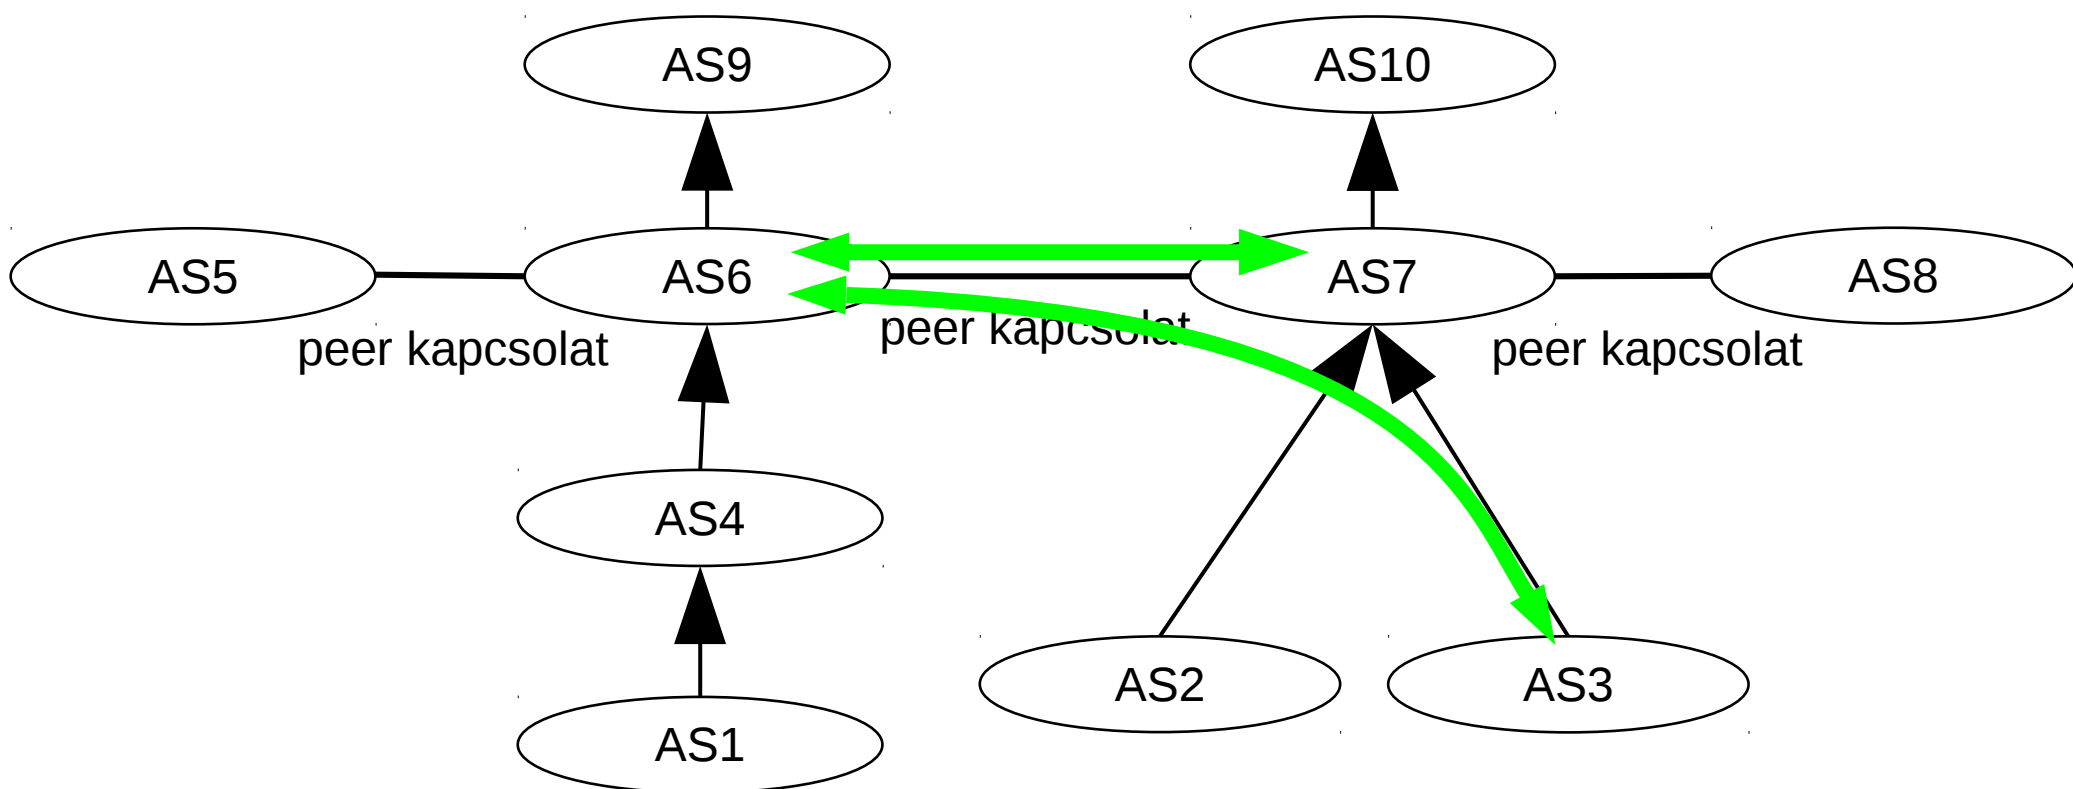 AS9
AS10
AS5
AS6
AS7
AS8
peer kapcsolat
peer kapcsolat
peer kapcsolat
AS4
AS2
AS3
AS1